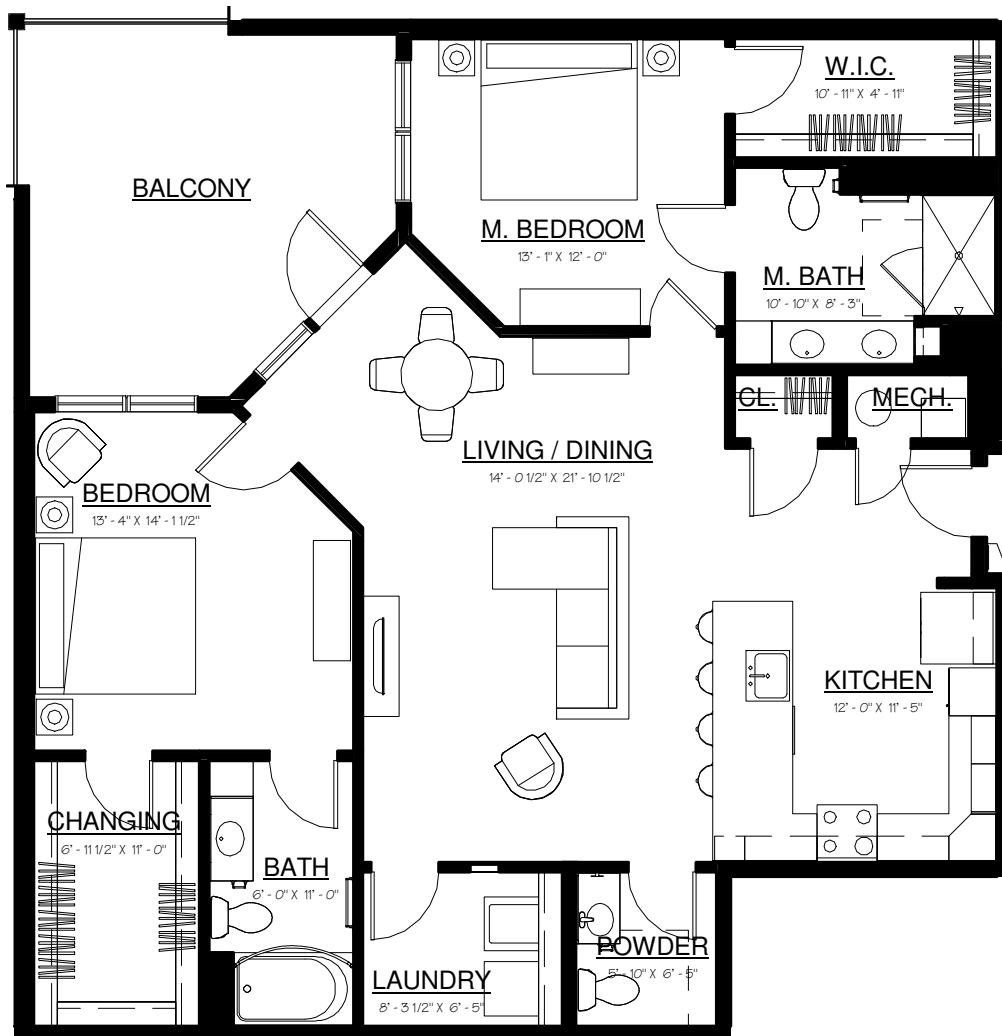 W.I.C.
10' - 11" X 4' - 11"
BALCONY
M. BEDROOM
13' - 1" X 12' - 0"
M. BATH
10' - 10" X 8' - 3"
CL.
MECH.
LIVING / DINING
14' - 0 1/2" X 21' - 10 1/2"
BEDROOM
13' - 4" X 14' - 1 1/2"
KITCHEN
12' - 0" X 11' - 5"
CHANGING
6' - 11 1/2" X 11' - 0"
BATH
6' - 0" X 11' - 0"
LAUNDRY
8' - 3 1/2" X 6' - 5"
POWDER
5' - 10" X 6' - 5"